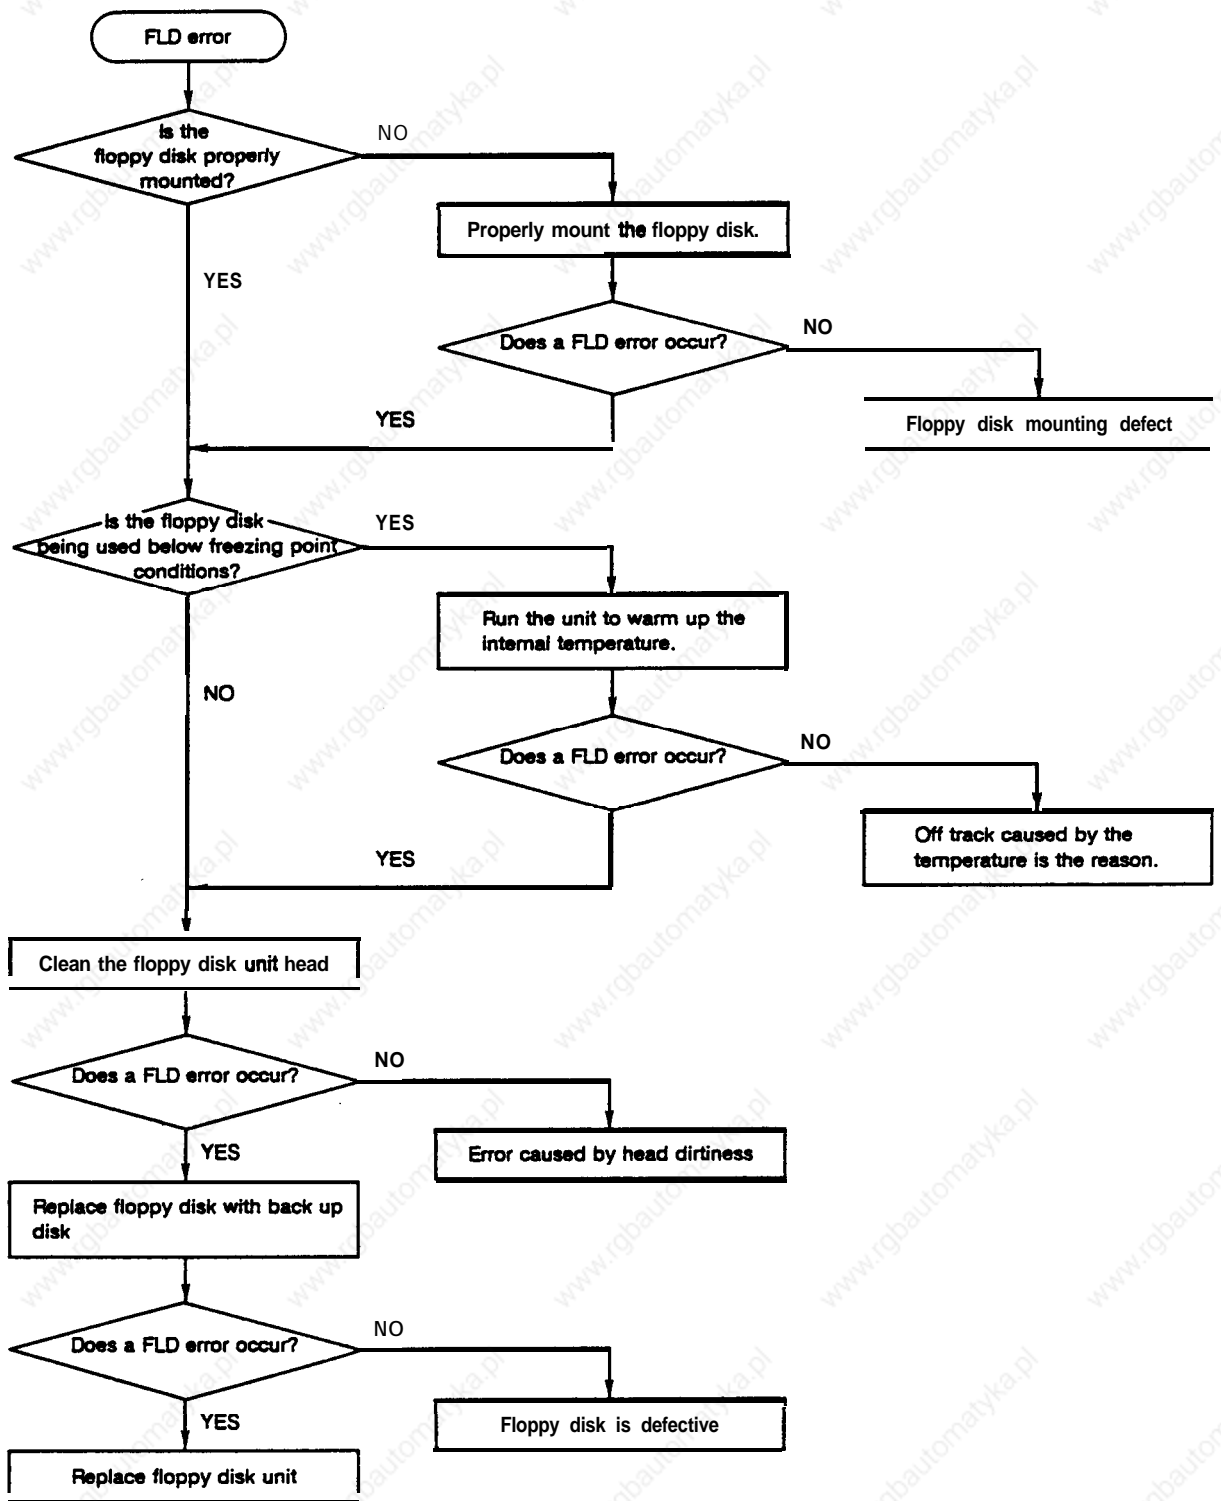 FLD error
Is the
floppy disk properly
mounted?
NO
Properly mount the floppy disk.
YES
Does a FLD error occur?
NO
YES
Floppy disk mounting defect
Is the floppy disk
being used below freezing point
conditions?
YES
Run the unit to warm up the
internal temperature.
NO
Does a FLD error occur?
NO
YES
Off track caused by the
temperature is the reason.
Clean the floppy disk unit head
Does a FLD error occur?
NO
YES
Error caused by head dirtiness
Replace floppy disk with back up
disk
Does a FLD error occur?
NO
YES
Floppy disk is defective
Replace floppy disk unit
www.rgbautomatyka.pl